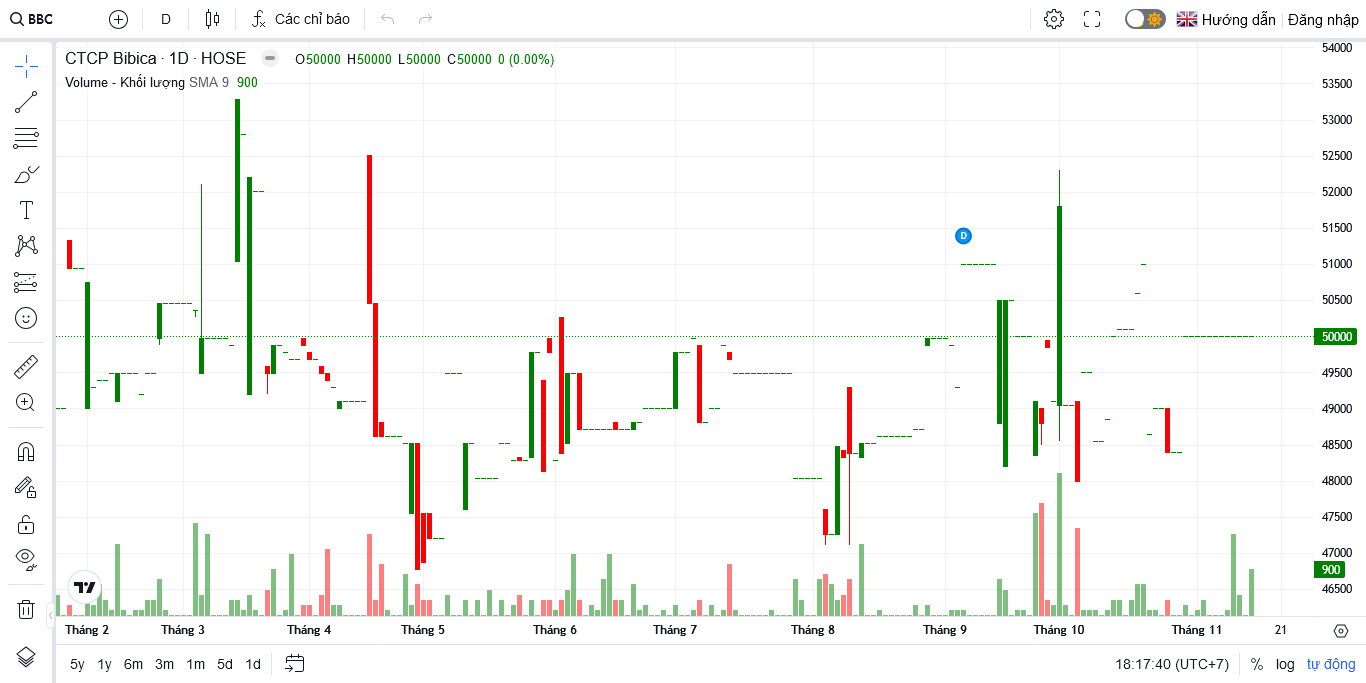 BBC D Các chỉ báo Hướng dẫn Đăng nhập
CTCP Bibica · 1D · HOSE O50000 H50000 L50000 C50000 0 (0.00%)
Volume - Khối lượng SMA 9 900
D
54000
53500
53000
52500
52000
51500
51000
50500
50000
49500
49000
48500
48000
47500
47000
900
46500
Tháng 2 Tháng 3 Tháng 4 Tháng 5 Tháng 6 Tháng 7 Tháng 8 Tháng 9 Tháng 10 Tháng 11 21
5y 1y 6m 3m 1m 5d 1d 18:17:40 (UTC+7) % log tự động